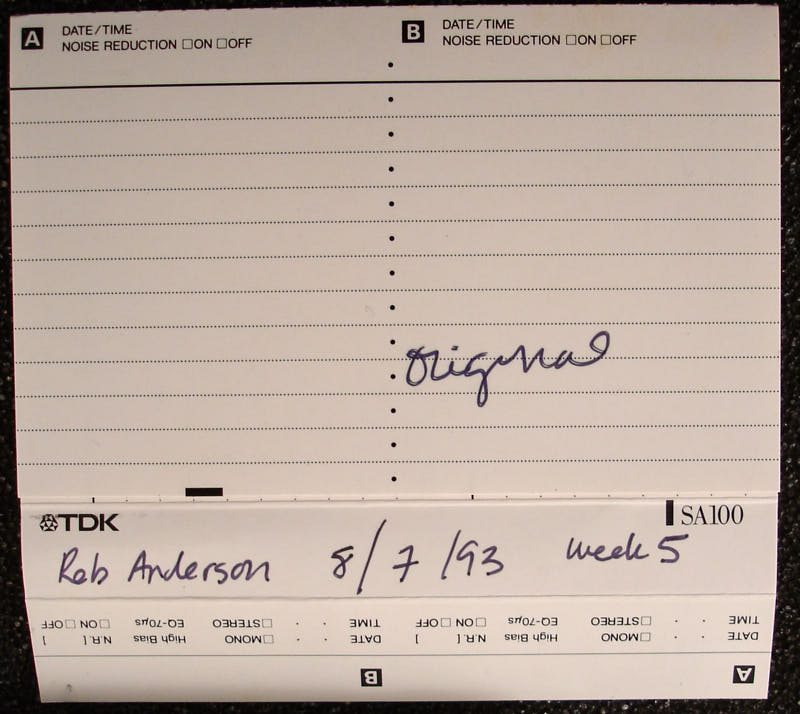 A DATE/TIME
NOISE REDUCTION □ON □OFF
B DATE/TIME
NOISE REDUCTION □ON □OFF
Original
TDK
SA100
Rob Anderson 8/7/93 week 5
A
DATE · · □MONO High Bias N.R.[ ]
TIME · · □STEREO EQ-70µs □ON □OFF
B
DATE · · □MONO High Bias N.R.[ ]
TIME · · □STEREO EQ-70µs □ON □OFF